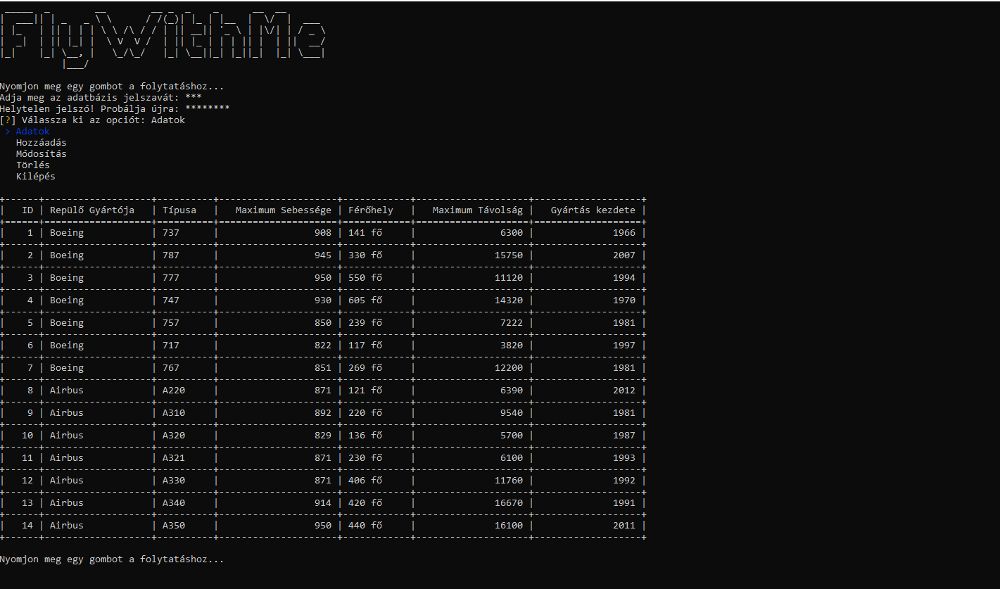 FlyWithMe
Nyomjon meg egy gombot a folytatáshoz...
Adja meg az adatbázis jelszavát: ***
Helytelen jelszó! Probálja újra: ********
[?] Válassza ki az opciót: Adatok
> Adatok
Hozzáadás
Módosítás
Törlés
Kilépés
ID | Repülő Gyártója | Típusa | Maximum Sebessége | Férőhely | Maximum Távolság | Gyártás kezdete
1 | Boeing | 737 | 908 | 141 fő | 6300 | 1966
2 | Boeing | 787 | 945 | 330 fő | 15750 | 2007
3 | Boeing | 777 | 950 | 550 fő | 11120 | 1994
4 | Boeing | 747 | 930 | 605 fő | 14320 | 1970
5 | Boeing | 757 | 850 | 239 fő | 7222 | 1981
6 | Boeing | 717 | 822 | 117 fő | 3820 | 1997
7 | Boeing | 767 | 851 | 269 fő | 12200 | 1981
8 | Airbus | A220 | 871 | 121 fő | 6390 | 2012
9 | Airbus | A310 | 892 | 220 fő | 9540 | 1981
10 | Airbus | A320 | 829 | 136 fő | 5700 | 1987
11 | Airbus | A321 | 871 | 230 fő | 6100 | 1993
12 | Airbus | A330 | 871 | 406 fő | 11760 | 1992
13 | Airbus | A340 | 914 | 420 fő | 16670 | 1991
14 | Airbus | A350 | 950 | 440 fő | 16100 | 2011
Nyomjon meg egy gombot a folytatáshoz...